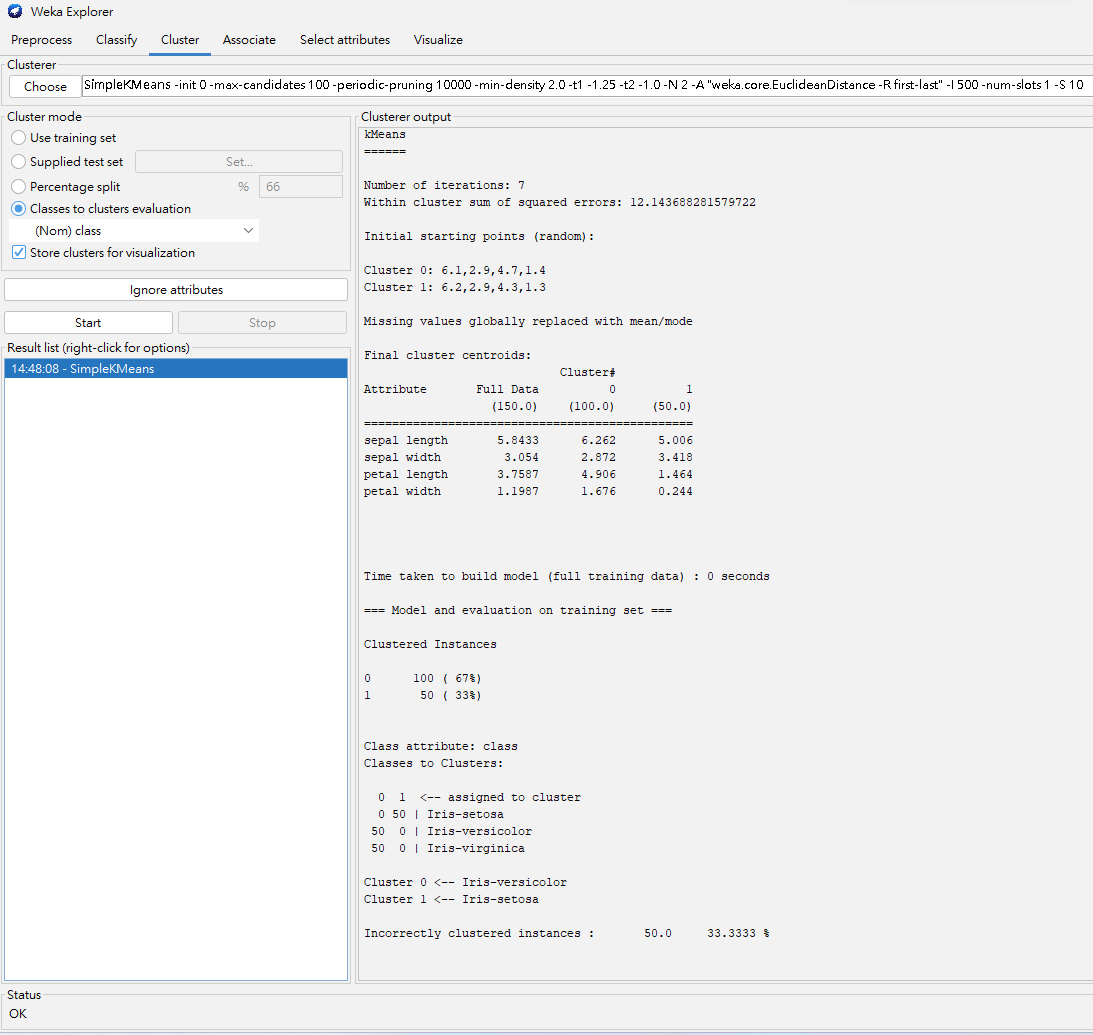 Weka Explorer
Preprocess Classify Cluster Associate Select attributes Visualize
Clusterer
Choose SimpleKMeans -init 0 -max-candidates 100 -periodic-pruning 10000 -min-density 2.0 -t1 -1.25 -t2 -1.0 -N 2 -A "weka.core.EuclideanDistance -R first-last" -I 500 -num-slots 1 -S 10
Cluster mode
Use training set
Supplied test set Set...
Percentage split % 66
Classes to clusters evaluation
(Nom) class
Store clusters for visualization
Ignore attributes
Start Stop
Result list (right-click for options)
14:48:08 - SimpleKMeans
Clusterer output
kMeans
======
Number of iterations: 7
Within cluster sum of squared errors: 12.143688281579722
Initial starting points (random):
Cluster 0: 6.1,2.9,4.7,1.4
Cluster 1: 6.2,2.9,4.3,1.3
Missing values globally replaced with mean/mode
Final cluster centroids:
Cluster#
Attribute Full Data 0 1
(150.0) (100.0) (50.0)
===============================================
sepal length 5.8433 6.262 5.006
sepal width 3.054 2.872 3.418
petal length 3.7587 4.906 1.464
petal width 1.1987 1.676 0.244
Time taken to build model (full training data) : 0 seconds
=== Model and evaluation on training set ===
Clustered Instances
0 100 ( 67%)
1 50 ( 33%)
Class attribute: class
Classes to Clusters:
0 1 <-- assigned to cluster
0 50 | Iris-setosa
50 0 | Iris-versicolor
50 0 | Iris-virginica
Cluster 0 <-- Iris-versicolor
Cluster 1 <-- Iris-setosa
Incorrectly clustered instances : 50.0 33.3333 %
Status
OK